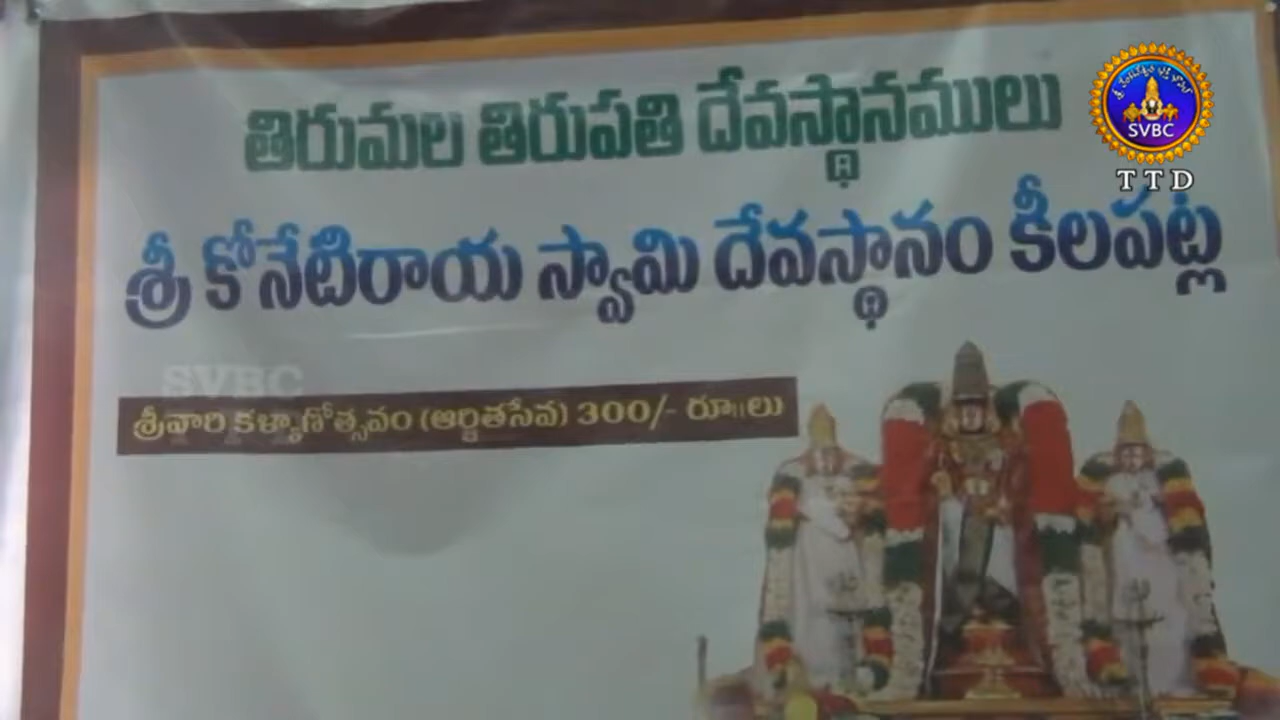 తిరుమల తిరుపతి దేవస్థానములు
శ్రీ కోనేటిరాయ స్వామి దేవస్థానం కీలపట్ల
శ్రీవారి కళ్యాణోత్సవం (ఆర్జితసేవ) 300/- రూ॥లు
SVBC
SVBC
TTD